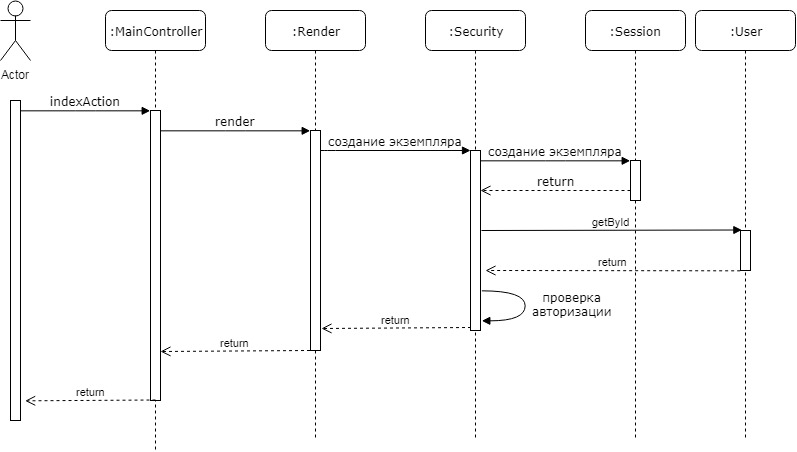 :MainController
:Render
:Security
:Session
:User
Actor
indexAction
render
создание экземпляра
создание экземпляра
return
getById
return
проверка
авторизации
return
return
return